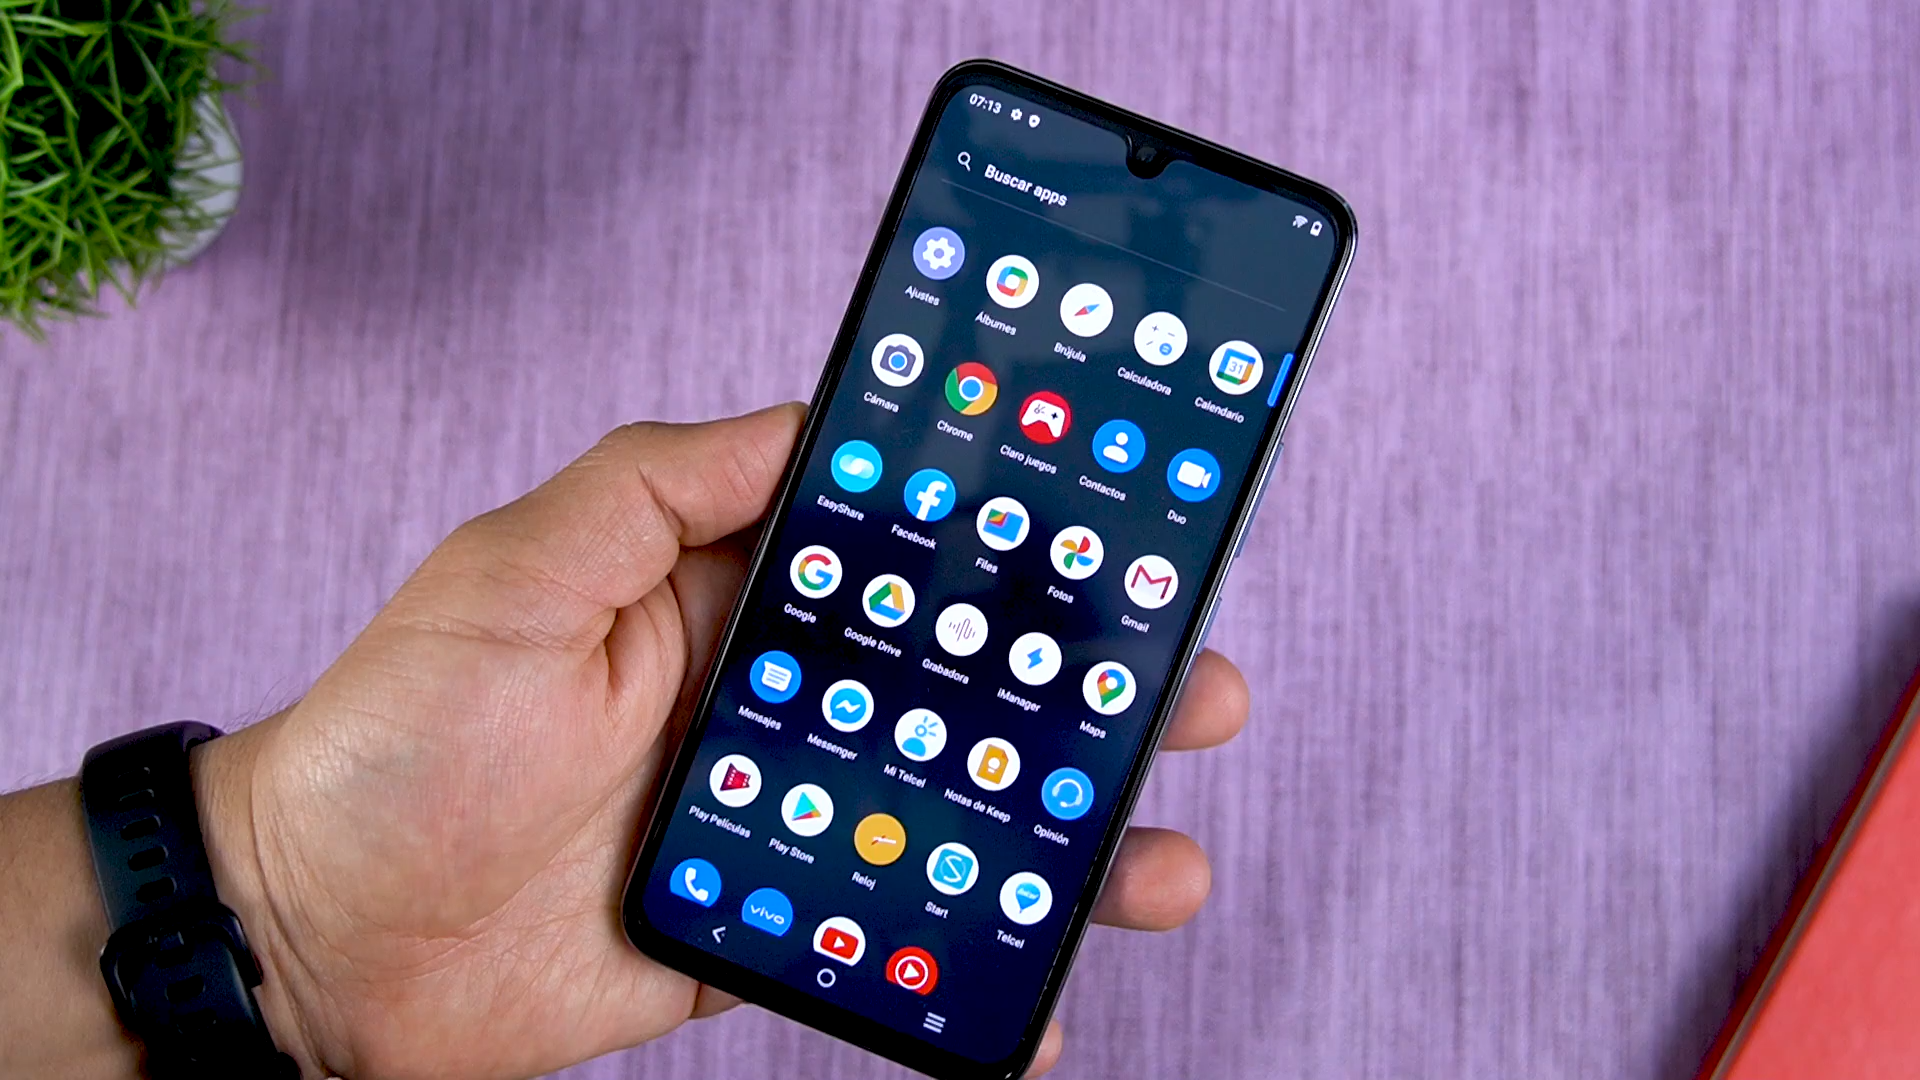 07:13
Buscar apps
Ajustes
Álbumes
Brújula
Calculadora
31
Calendario
Cámara
Chrome
Claro juegos
Contactos
Duo
EasyShare
Facebook
Files
Fotos
Gmail
Google
Google Drive
Grabadora
iManager
Maps
Mensajes
Messenger
Mi Telcel
Notas de Keep
Opinión
Play Películas
Play Store
Reloj
Start
Telcel
vivo